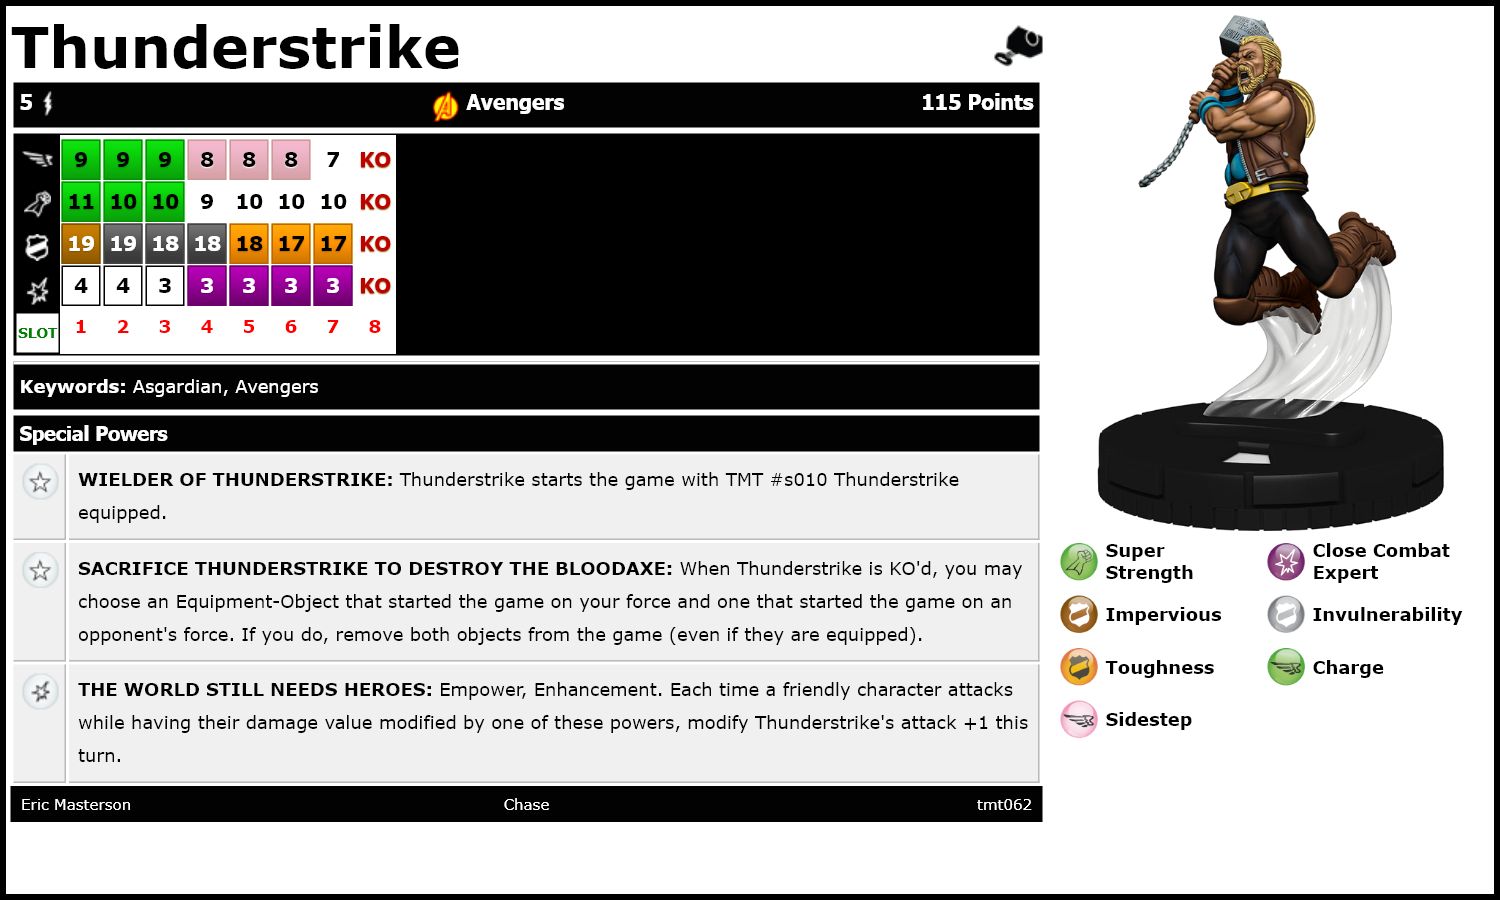 Thunderstrike
5 Avengers 115 Points
9 9 9 8 8 8 7 KO
11 10 10 9 10 10 10 KO
19 19 18 18 18 17 17 KO
4 4 3 3 3 3 3 KO
SLOT 1 2 3 4 5 6 7 8
Keywords: Asgardian, Avengers
Special Powers
WIELDER OF THUNDERSTRIKE: Thunderstrike starts the game with TMT #s010 Thunderstrike
equipped.
SACRIFICE THUNDERSTRIKE TO DESTROY THE BLOODAXE: When Thunderstrike is KO'd, you may
choose an Equipment-Object that started the game on your force and one that started the game on an
opponent's force. If you do, remove both objects from the game (even if they are equipped).
THE WORLD STILL NEEDS HEROES: Empower, Enhancement. Each time a friendly character attacks
while having their damage value modified by one of these powers, modify Thunderstrike's attack +1 this
turn.
Eric Masterson Chase tmt062
Super
Strength
Close Combat
Expert
Impervious
Invulnerability
Toughness
Charge
Sidestep